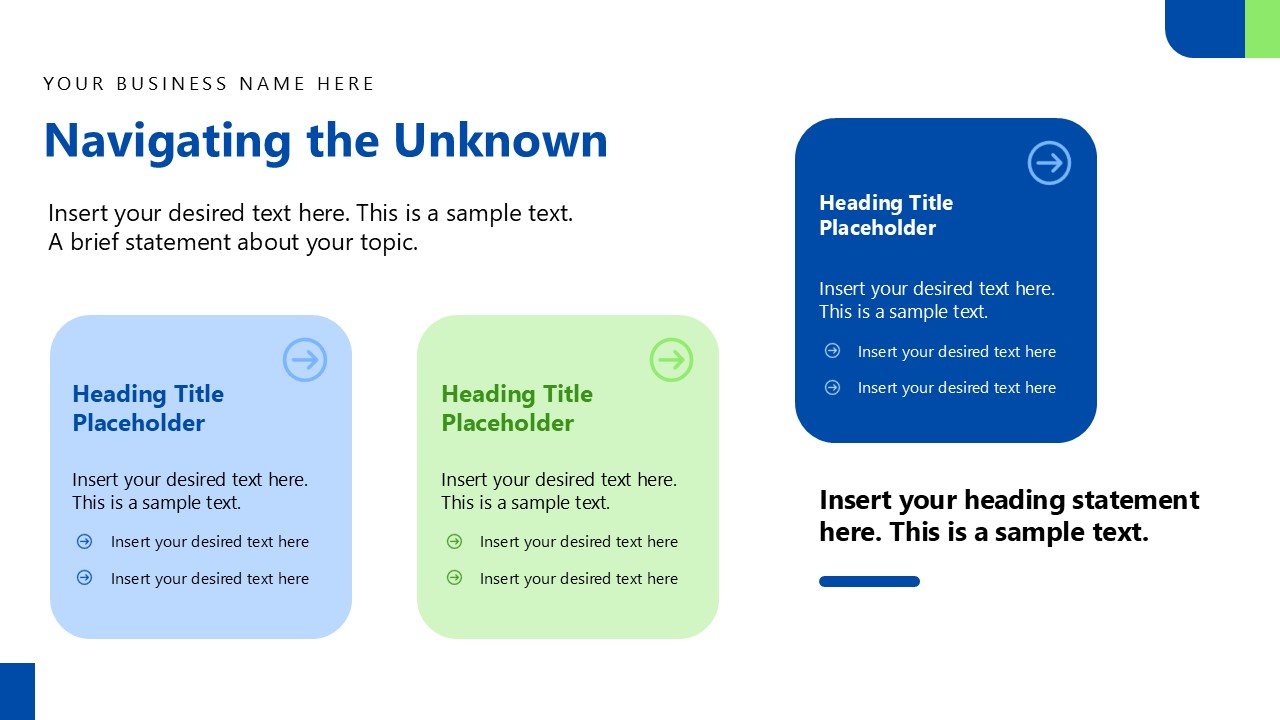 YOUR BUSINESS NAME HERE
Navigating the Unknown
Insert your desired text here. This is a sample text.
A brief statement about your topic.
Heading Title
Placeholder
Insert your desired text here.
This is a sample text.
Insert your desired text here
Insert your desired text here
Heading Title
Placeholder
Insert your desired text here.
This is a sample text.
Insert your desired text here
Insert your desired text here
Heading Title
Placeholder
Insert your desired text here.
This is a sample text.
Insert your desired text here
Insert your desired text here
Insert your heading statement
here. This is a sample text.